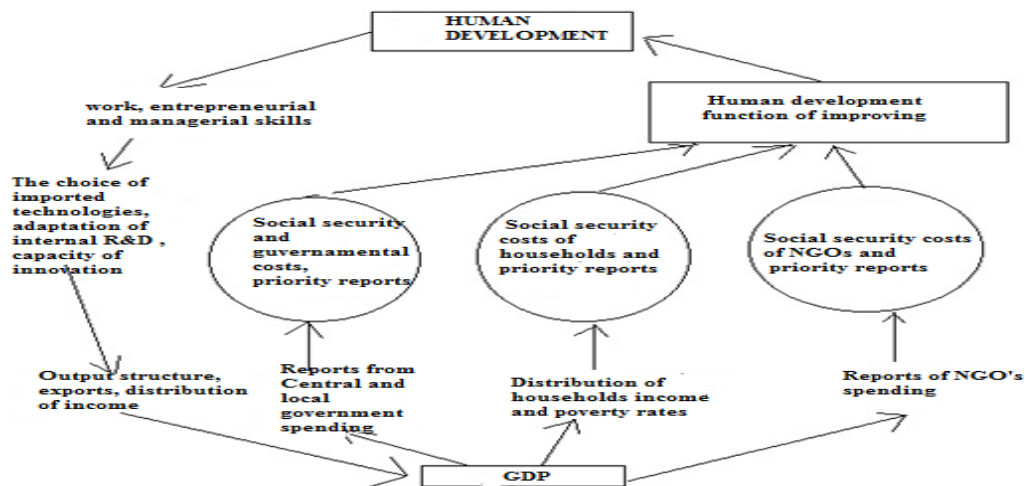 HUMAN
DEVELOPMENT
work, entrepreneurial
and managerial skills
Human development
function of improving
The choice of
imported
technologies,
adaptation of
internal R&D ,
capacity of
innovation
Social security
and
guvernamental
costs,
priority reports
Social security
costs of
households and
priority reports
Social security costs
of NGOs and
priority reports
Output structure,
exports, distribution
of income
Reports from
Central and
local
government
spending
Distribution of
households income
and poverty rates
Reports of NGO's
spending
GDP